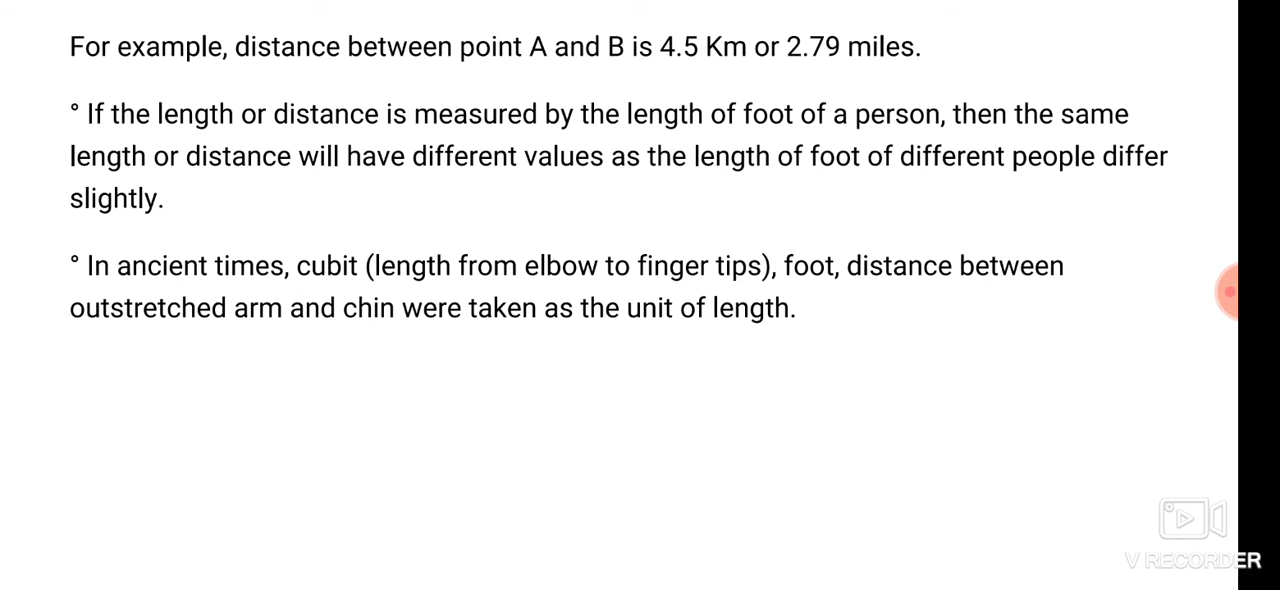 For example, distance between point A and B is 4.5 Km or 2.79 miles.
° If the length or distance is measured by the length of foot of a person, then the same
length or distance will have different values as the length of foot of different people differ
slightly.
° In ancient times, cubit (length from elbow to finger tips), foot, distance between
outstretched arm and chin were taken as the unit of length.
V RECORDER